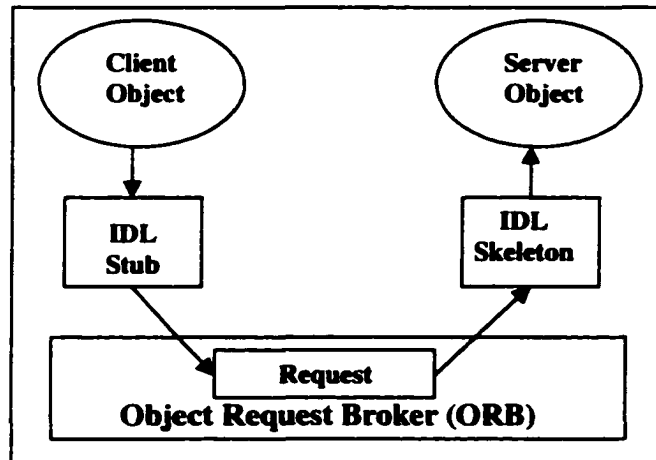 Client
Object
Server
Object
IDL
Stub
IDL
Skeleton
Request
Object Request Broker (ORB)